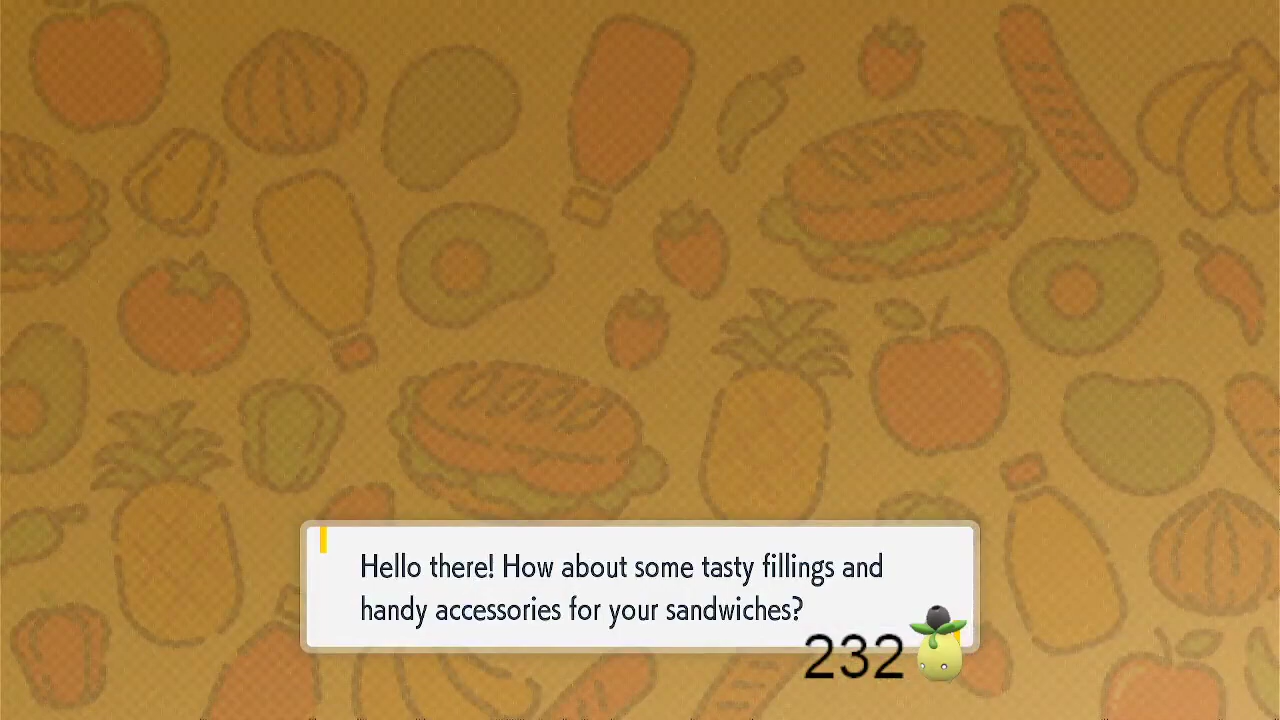 Hello there! How about some tasty fillings and
handy accessories for your sandwiches?
232